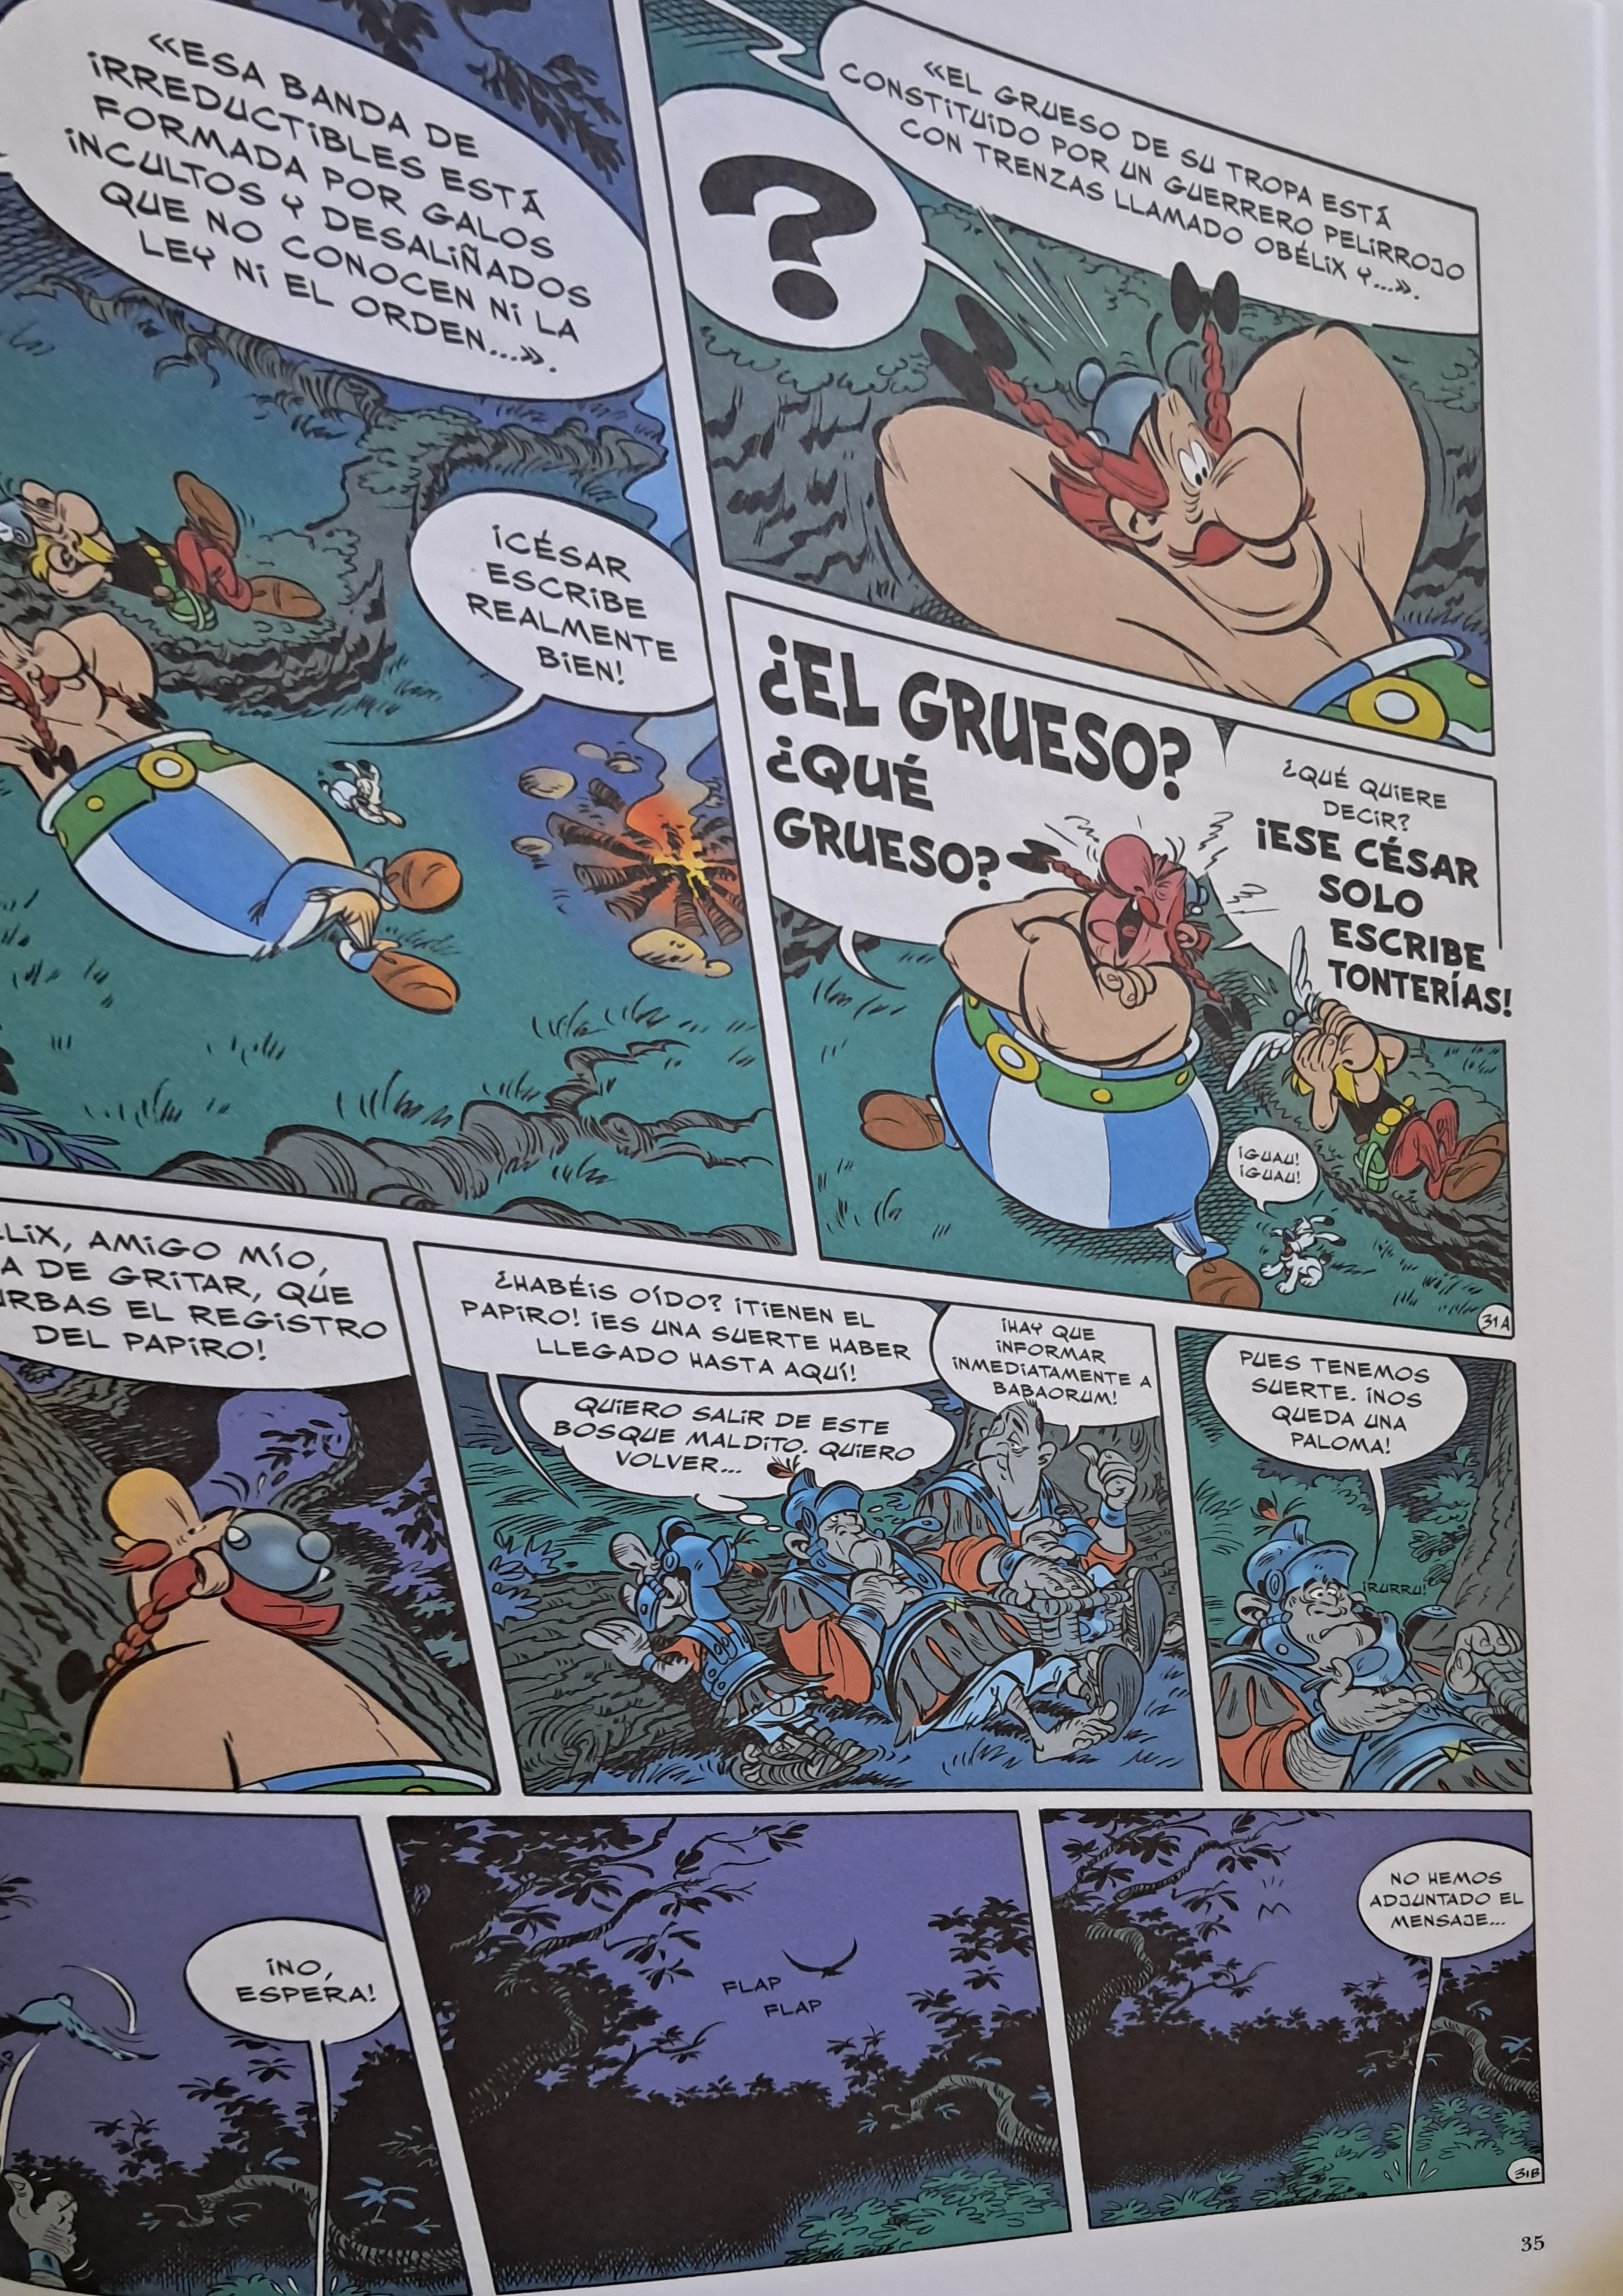 «ESA BANDA DE
IRREDUCTIBLES ESTÁ
FORMADA POR GALOS
INCULTOS Y DESALIÑADOS
QUE NO CONOCEN NI LA
LEY NI EL ORDEN...».
¡CÉSAR
ESCRIBE
REALMENTE
BIEN!
«EL GRUESO DE SU TROPA ESTÁ
CONSTITUIDO POR UN GUERRERO PELIRROJO
CON TRENZAS LLAMADO OBÉLIX Y...».
?
¿EL GRUESO?
¿QUÉ
GRUESO?
¿QUÉ QUIERE
DECIR?
¡ESE CÉSAR
SOLO
ESCRIBE
TONTERÍAS!
¡GUAU!
¡GUAU!
31A
LIX, AMIGO MÍO,
A DE GRITAR, QUE
RBAS EL REGISTRO
DEL PAPIRO!
¿HABÉIS OÍDO? ¡TIENEN EL
PAPIRO! ¡ES UNA SUERTE HABER
LLEGADO HASTA AQUÍ!
QUIERO SALIR DE ESTE
BOSQUE MALDITO. QUIERO
VOLVER...
¡HAY QUE
INFORMAR
INMEDIATAMENTE A
BABAORUM!
PUES TENEMOS
SUERTE. ¡NOS
QUEDA UNA
PALOMA!
¡RURRU!
¡NO,
ESPERA!
FLAP
FLAP
NO HEMOS
ADJUNTADO EL
MENSAJE...
31B
35